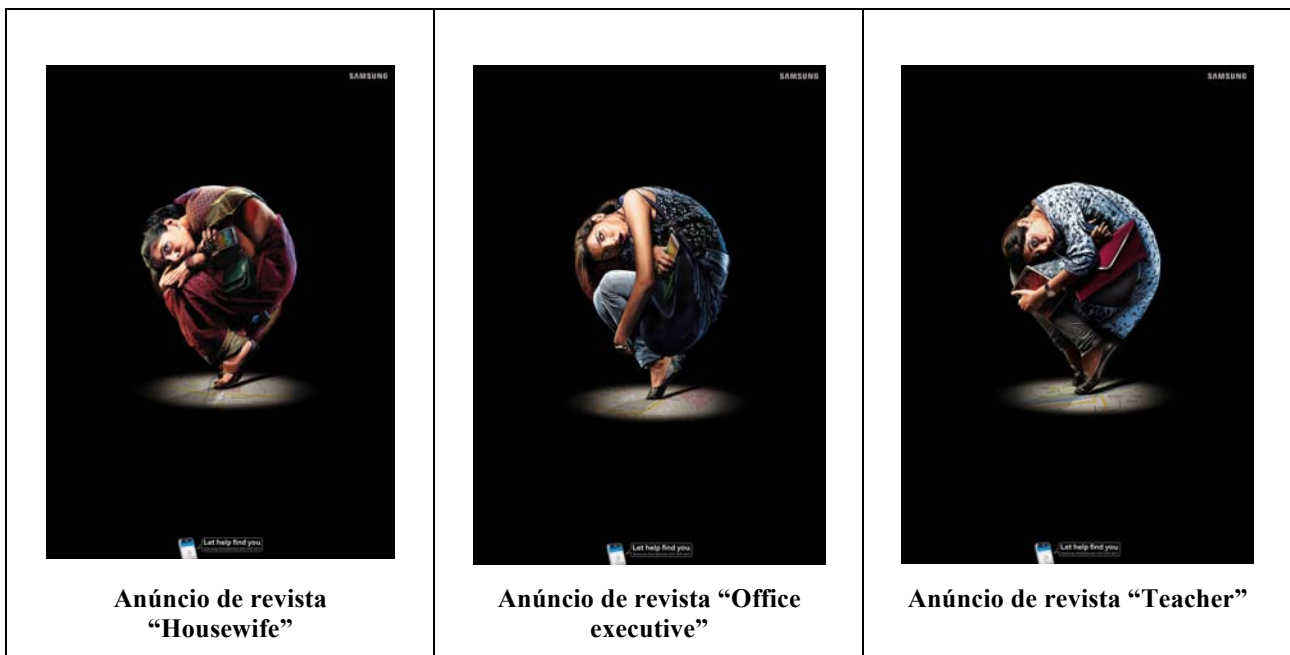 SAMSUNG
SAMSUNG
SAMSUNG
Let help find you.
Let help find you.
Let help find you.
Anúncio de revista
“Housewife”
Anúncio de revista “Office
executive”
Anúncio de revista “Teacher”